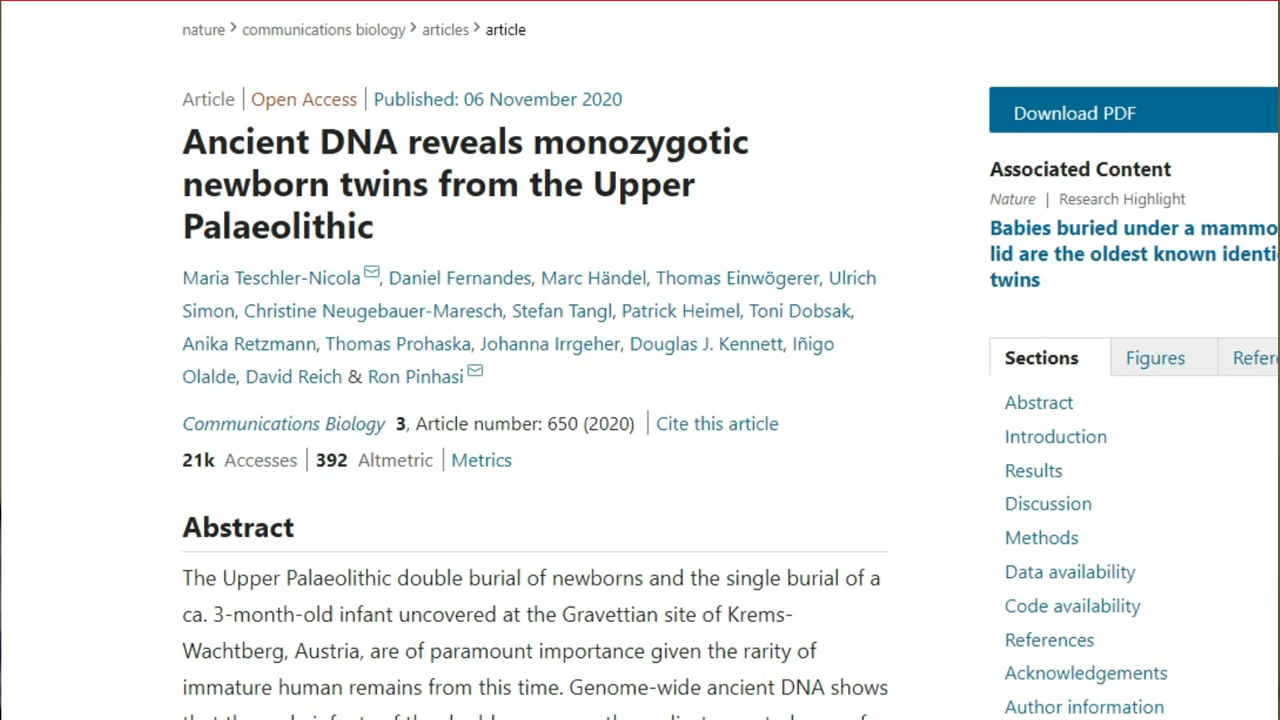 nature > communications biology > articles > article
Article | Open Access | Published: 06 November 2020
Ancient DNA reveals monozygotic
newborn twins from the Upper
Palaeolithic
Maria Teschler-Nicola, Daniel Fernandes, Marc Händel, Thomas Einwögerer, Ulrich
Simon, Christine Neugebauer-Maresch, Stefan Tangl, Patrick Heimel, Toni Dobsak,
Anika Retzmann, Thomas Prohaska, Johanna Irrgeher, Douglas J. Kennett, Iñigo
Olalde, David Reich & Ron Pinhasi
Communications Biology 3, Article number: 650 (2020) | Cite this article
21k Accesses | 392 Altmetric | Metrics
Abstract
The Upper Palaeolithic double burial of newborns and the single burial of a
ca. 3-month-old infant uncovered at the Gravettian site of Krems-
Wachtberg, Austria, are of paramount importance given the rarity of
immature human remains from this time. Genome-wide ancient DNA shows
Download PDF
Associated Content
Nature | Research Highlight
Babies buried under a mammo
lid are the oldest known identi
twins
Sections Figures Refer
Abstract
Introduction
Results
Discussion
Methods
Data availability
Code availability
References
Acknowledgements
Author information